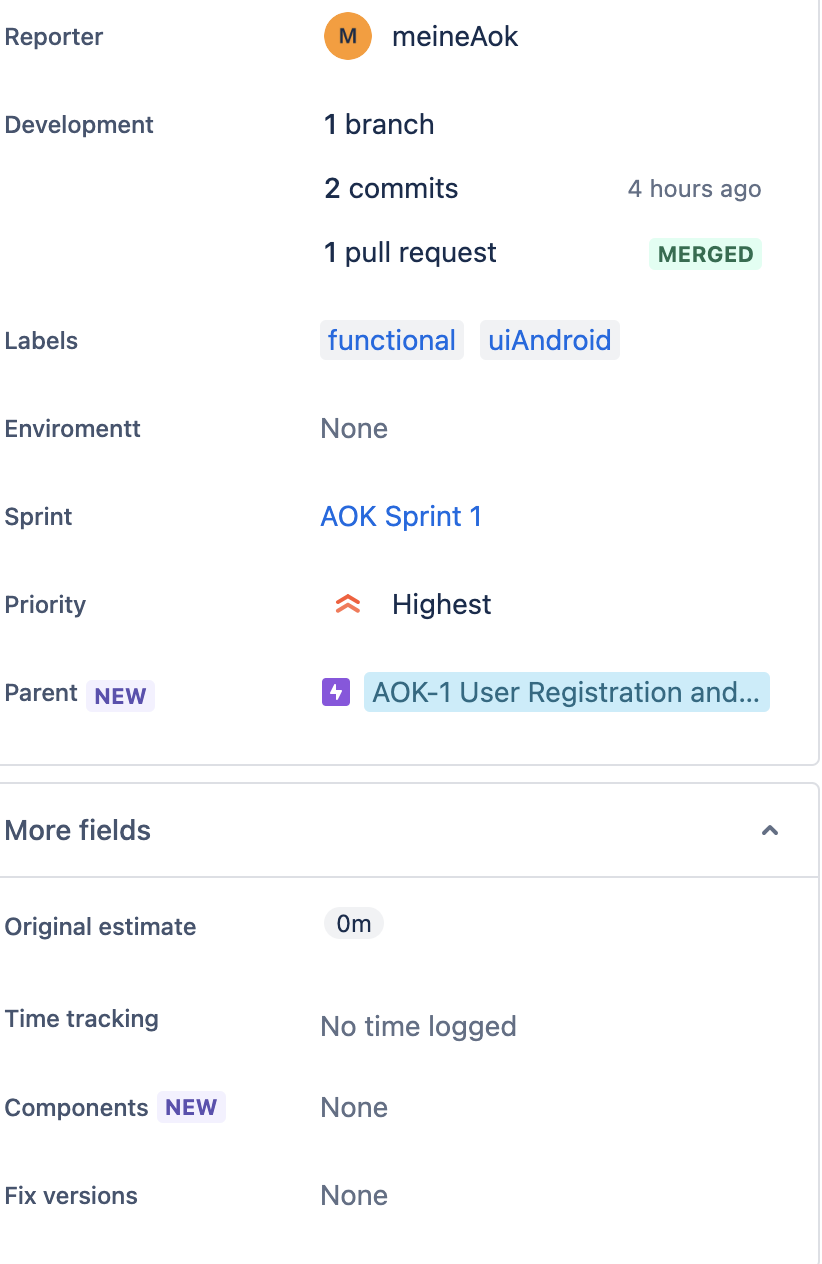 Reporter M meineAok
Development 1 branch
2 commits 4 hours ago
1 pull request MERGED
Labels functional uiAndroid
Enviromentt None
Sprint AOK Sprint 1
Priority Highest
Parent NEW AOK-1 User Registration and...
More fields
Original estimate 0m
Time tracking No time logged
Components NEW None
Fix versions None